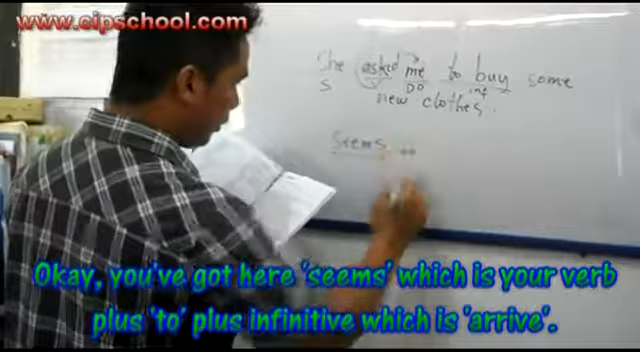 www.eipschool.com
She asked me to buy some
S DO inf
new clothes..
Seems
Okay, you've got here 'seems' which is your verb
plus 'to' plus infinitive which is 'arrive'.